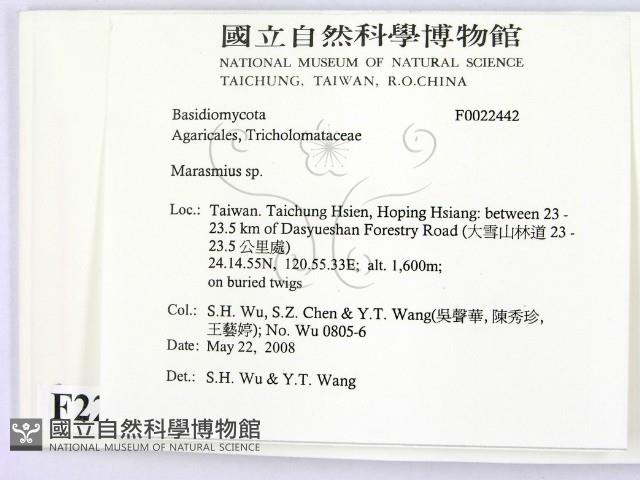 國立自然科學博物館
NATIONAL MUSEUM OF NATURAL SCIENCE
TAICHUNG, TAIWAN, R.O.CHINA
Basidiomycota F0022442
Agaricales, Tricholomataceae
Marasmius sp.
Loc.: Taiwan. Taichung Hsien, Hoping Hsiang: between 23 -
23.5 km of Dasyueshan Forestry Road (大雪山林道 23 -
23.5 公里處)
24.14.55N, 120.55.33E; alt. 1,600m;
on buried twigs
Col.: S.H. Wu, S.Z. Chen & Y.T. Wang(吳聲華, 陳秀珍,
王藝婷); No. Wu 0805-6
Date: May 22, 2008
Det.: S.H. Wu & Y.T. Wang
國立自然科學博物館
NATIONAL MUSEUM OF NATURAL SCIENCE